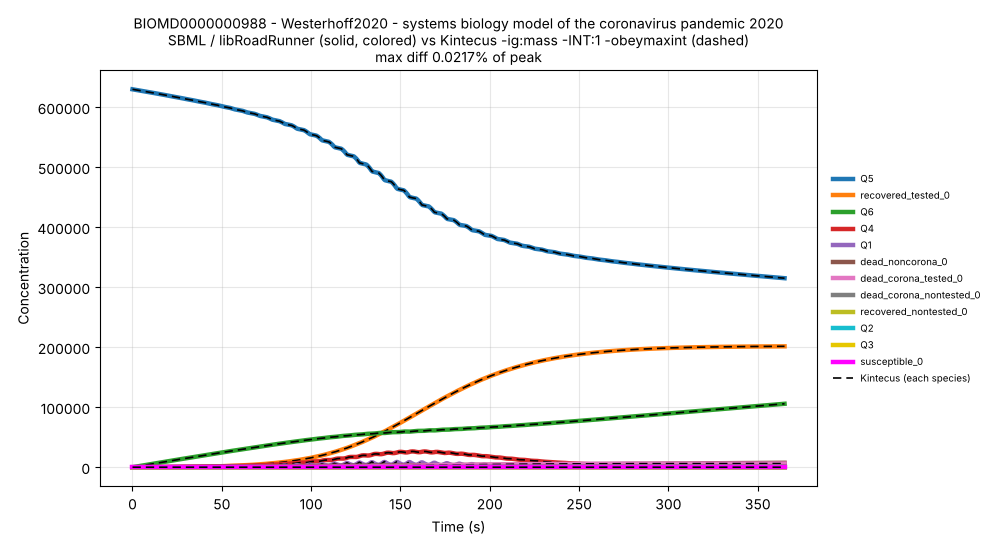 BIOMD0000000988 - Westerhoff2020 - systems biology model of the coronavirus pandemic 2020
SBML / libRoadRunner (solid, colored) vs Kintecus -ig:mass -INT:1 -obeymaxint (dashed)
max diff 0.0217% of peak
Concentration
600000
500000
400000
300000
200000
100000
0
0
50
100
150
200
250
300
350
Time (s)
Q5
recovered_tested_0
Q6
Q4
Q1
dead_noncorona_0
dead_corona_tested_0
dead_corona_nontested_0
recovered_nontested_0
Q2
Q3
susceptible_0
Kintecus (each species)